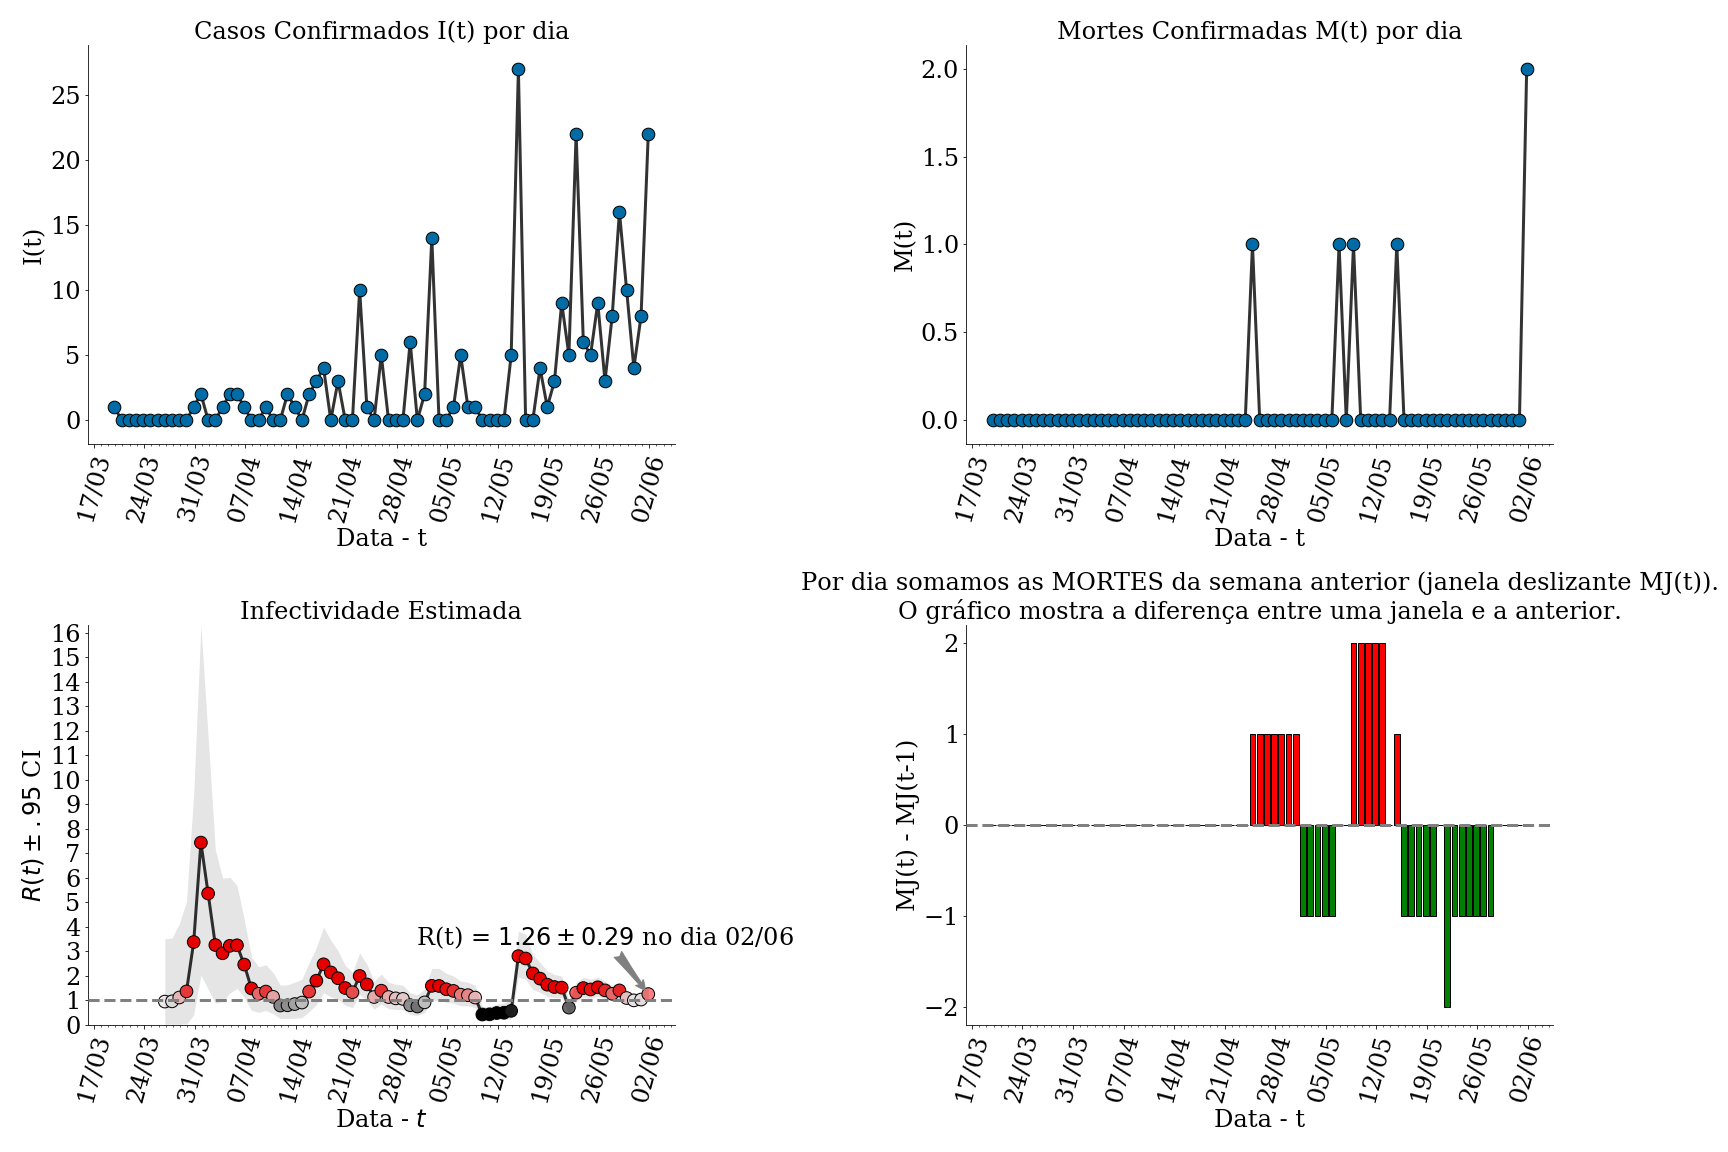 Casos Confirmados I(t) por dia
I(t)
25
20
15
10
5
0
17/03 24/03 31/03 07/04 14/04 21/04 28/04 05/05 12/05 19/05 26/05 02/06
Data - t
Mortes Confirmadas M(t) por dia
M(t)
2.0
1.5
1.0
0.5
0.0
17/03 24/03 31/03 07/04 14/04 21/04 28/04 05/05 12/05 19/05 26/05 02/06
Data - t
Infectividade Estimada
R(t) ± .95 CI
16
15
14
13
12
11
10
9
8
7
6
5
4
3
2
1
0
R(t) = 1.26 ± 0.29 no dia 02/06
17/03 24/03 31/03 07/04 14/04 21/04 28/04 05/05 12/05 19/05 26/05 02/06
Data - t
Por dia somamos as MORTES da semana anterior (janela deslizante MJ(t)).
O gráfico mostra a diferença entre uma janela e a anterior.
MJ(t) - MJ(t-1)
2
1
0
−1
−2
17/03 24/03 31/03 07/04 14/04 21/04 28/04 05/05 12/05 19/05 26/05 02/06
Data - t